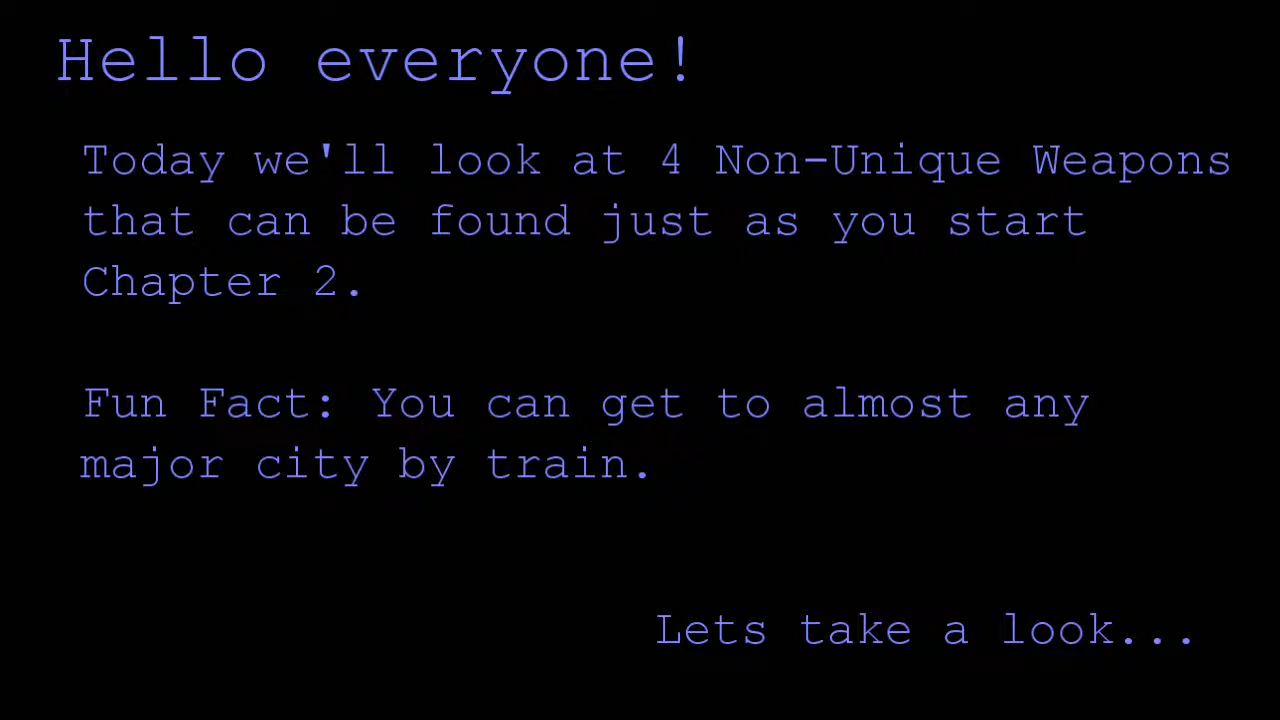 Hello everyone!
Today we'll look at 4 Non-Unique Weapons
that can be found just as you start
Chapter 2.
Fun Fact: You can get to almost any
major city by train.
Lets take a look...